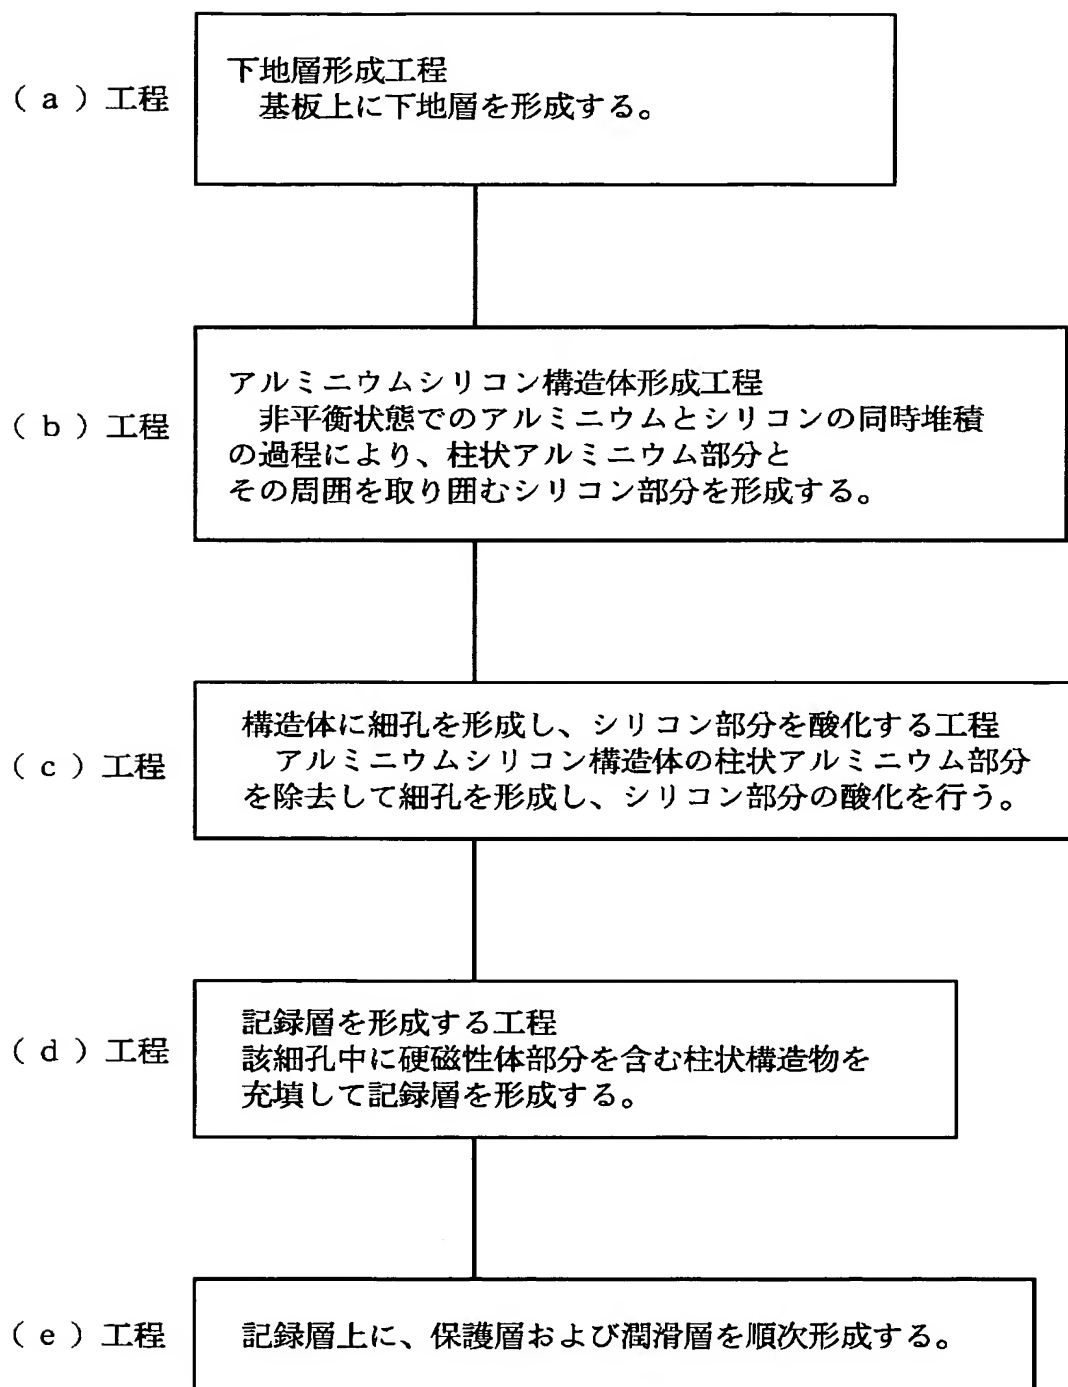 (a)工程
下地層形成工程
基板上に下地層を形成する。
(b)工程
アルミニウムシリコン構造体形成工程
非平衡状態でのアルミニウムとシリコンの同時堆積
の過程により、柱状アルミニウム部分と
その周囲を取り囲むシリコン部分を形成する。
(c)工程
構造体に細孔を形成し、シリコン部分を酸化する工程
アルミニウムシリコン構造体の柱状アルミニウム部分
を除去して細孔を形成し、シリコン部分の酸化を行う。
(d)工程
記録層を形成する工程
該細孔中に硬磁性体部分を含む柱状構造物を
充填して記録層を形成する。
(e)工程
記録層上に、保護層および潤滑層を順次形成する。